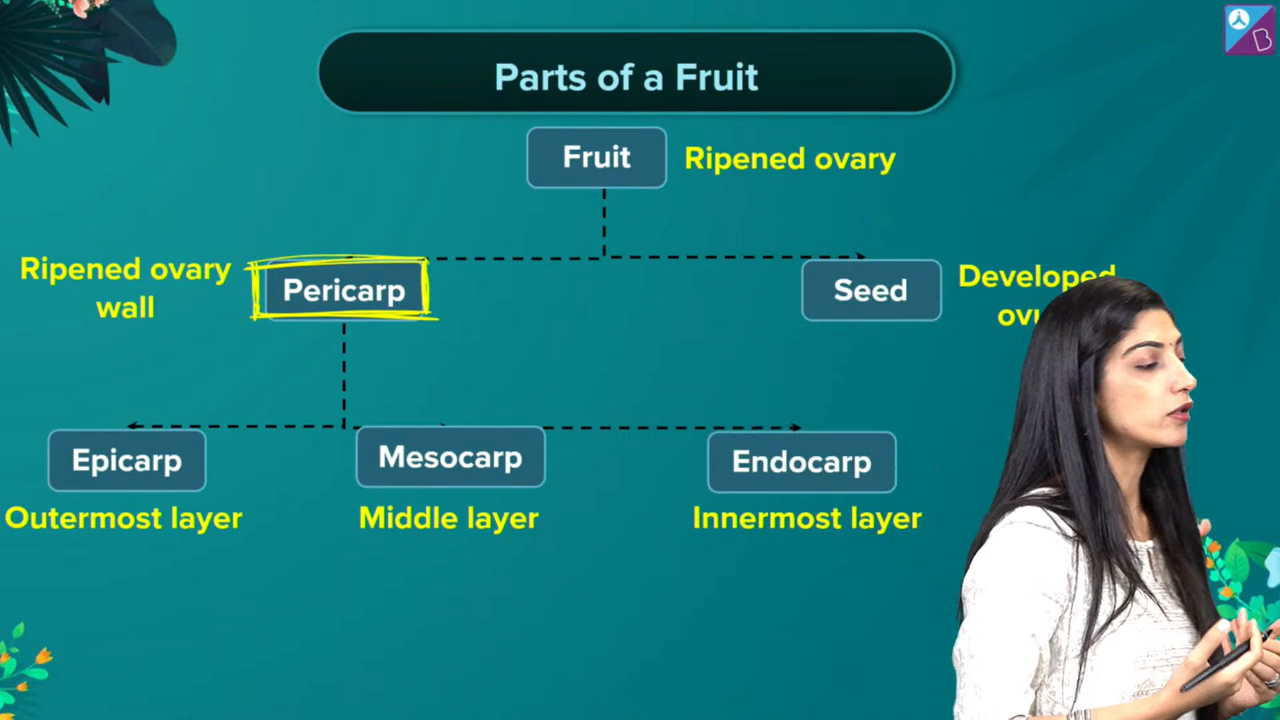 Parts of a Fruit
Fruit
Ripened ovary
Ripened ovary
wall
Pericarp
Seed
Developed
Epicarp
Mesocarp
Endocarp
Outermost layer
Middle layer
Innermost layer